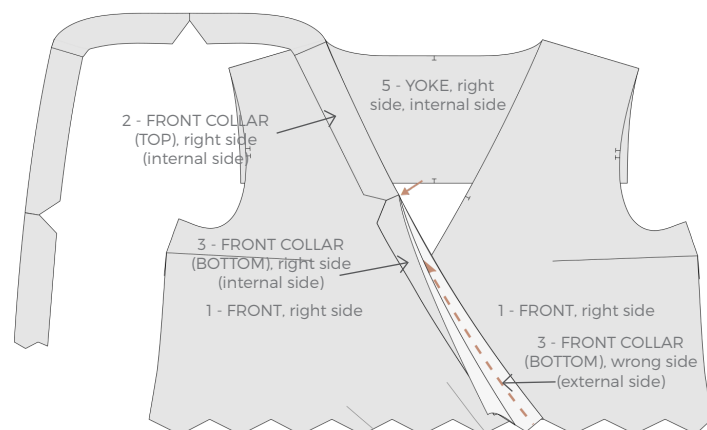 5 - YOKE, right
side, internal side
2 - FRONT COLLAR
(TOP), right side
(internal side)
3 - FRONT COLLAR
(BOTTOM), right side
(internal side)
1 - FRONT, right side
1 - FRONT, right side
3 - FRONT COLLAR
(BOTTOM), wrong side
(external side)